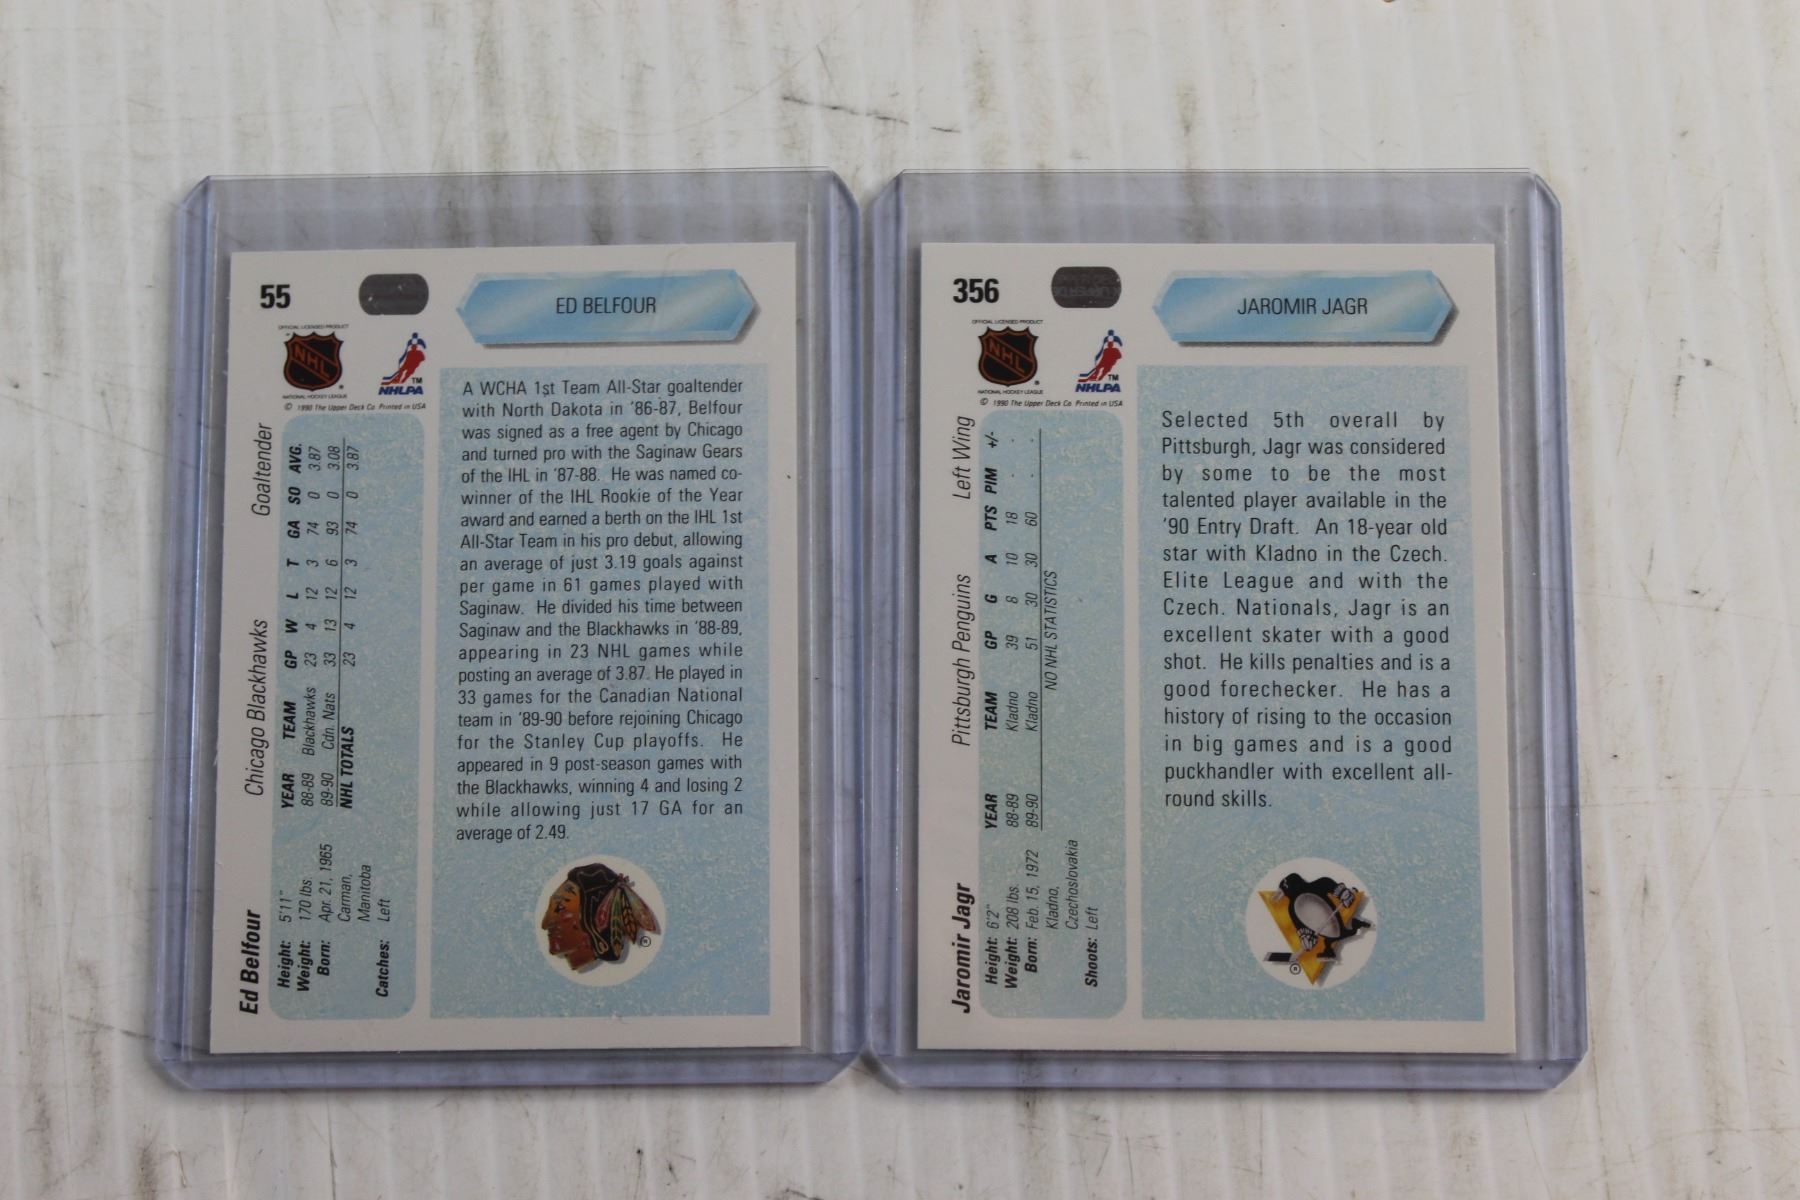 55
ED BELFOUR
OFFICIAL LICENSED PRODUCT
NHL
NATIONAL HOCKEY LEAGUE
TM
NHLPA
© 1990 The Upper Deck Co. Printed in USA
A WCHA 1st Team All-Star goaltender
with North Dakota in '86-87, Belfour
was signed as a free agent by Chicago
and turned pro with the Saginaw Gears
of the IHL in '87-88. He was named co-
winner of the IHL Rookie of the Year
award and earned a berth on the IHL 1st
All-Star Team in his pro debut, allowing
an average of just 3.19 goals against
per game in 61 games played with
Saginaw. He divided his time between
Saginaw and the Blackhawks in '88-89,
appearing in 23 NHL games while
posting an average of 3.87. He played in
33 games for the Canadian National
team in '89-90 before rejoining Chicago
for the Stanley Cup playoffs. He
appeared in 9 post-season games with
the Blackhawks, winning 4 and losing 2
while allowing just 17 GA for an
average of 2.49.
®
Ed Belfour Chicago Blackhawks Goaltender
Height: 5'11"
Weight: 170 lbs.
Born: Apr. 21, 1965
Carman,
Manitoba
Catches: Left
YEAR TEAM GP W L T GA SO AVG.
88-89 Blackhawks 23 4 12 3 74 0 3.87
89-90 Cdn. Nats 33 13 12 6 93 0 3.08
NHL TOTALS 23 4 12 3 74 0 3.87
356
JAROMIR JAGR
OFFICIAL LICENSED PRODUCT
NHL
NATIONAL HOCKEY LEAGUE
TM
NHLPA
© 1990 The Upper Deck Co. Printed in USA
Selected 5th overall by
Pittsburgh, Jagr was considered
by some to be the most
talented player available in the
'90 Entry Draft. An 18-year old
star with Kladno in the Czech.
Elite League and with the
Czech. Nationals, Jagr is an
excellent skater with a good
shot. He kills penalties and is a
good forechecker. He has a
history of rising to the occasion
in big games and is a good
puckhandler with excellent all-
round skills.
®
Jaromir Jagr Pittsburgh Penguins Left Wing
Height: 6'2"
Weight: 208 lbs.
Born: Feb. 15, 1972
Kladno,
Czechoslovakia
Shoots: Left
YEAR TEAM GP G A PTS PIM +/-
88-89 Kladno 39 8 10 18 - -
89-90 Kladno 51 30 30 60 - -
NO NHL STATISTICS